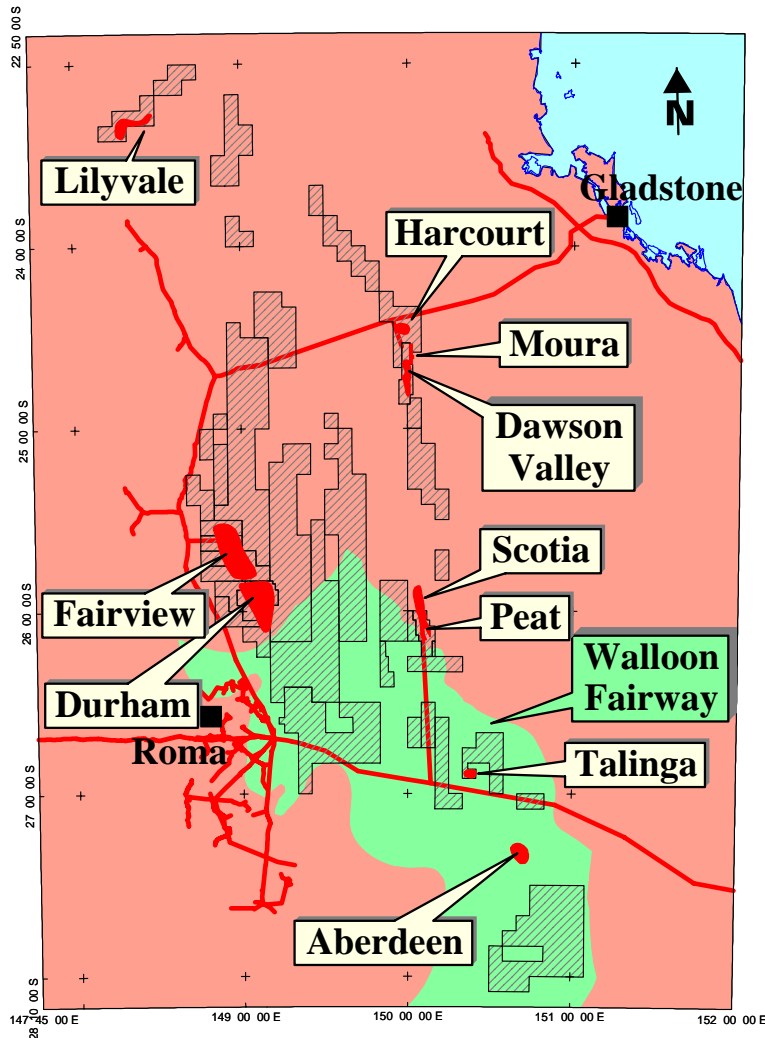 22 50 00 S
N
Lilyvale
Gladstone
Harcourt
24 00 00 S
Moura
Dawson
Valley
25 00 00 S
Scotia
Fairview
Peat
26 00 00 S
Walloon
Fairway
Durham
Roma
Talinga
27 00 00 S
Aberdeen
28 10 00 S
147 45 00 E
149 00 00 E
150 00 00 E
151 00 00 E
152 00 00 E